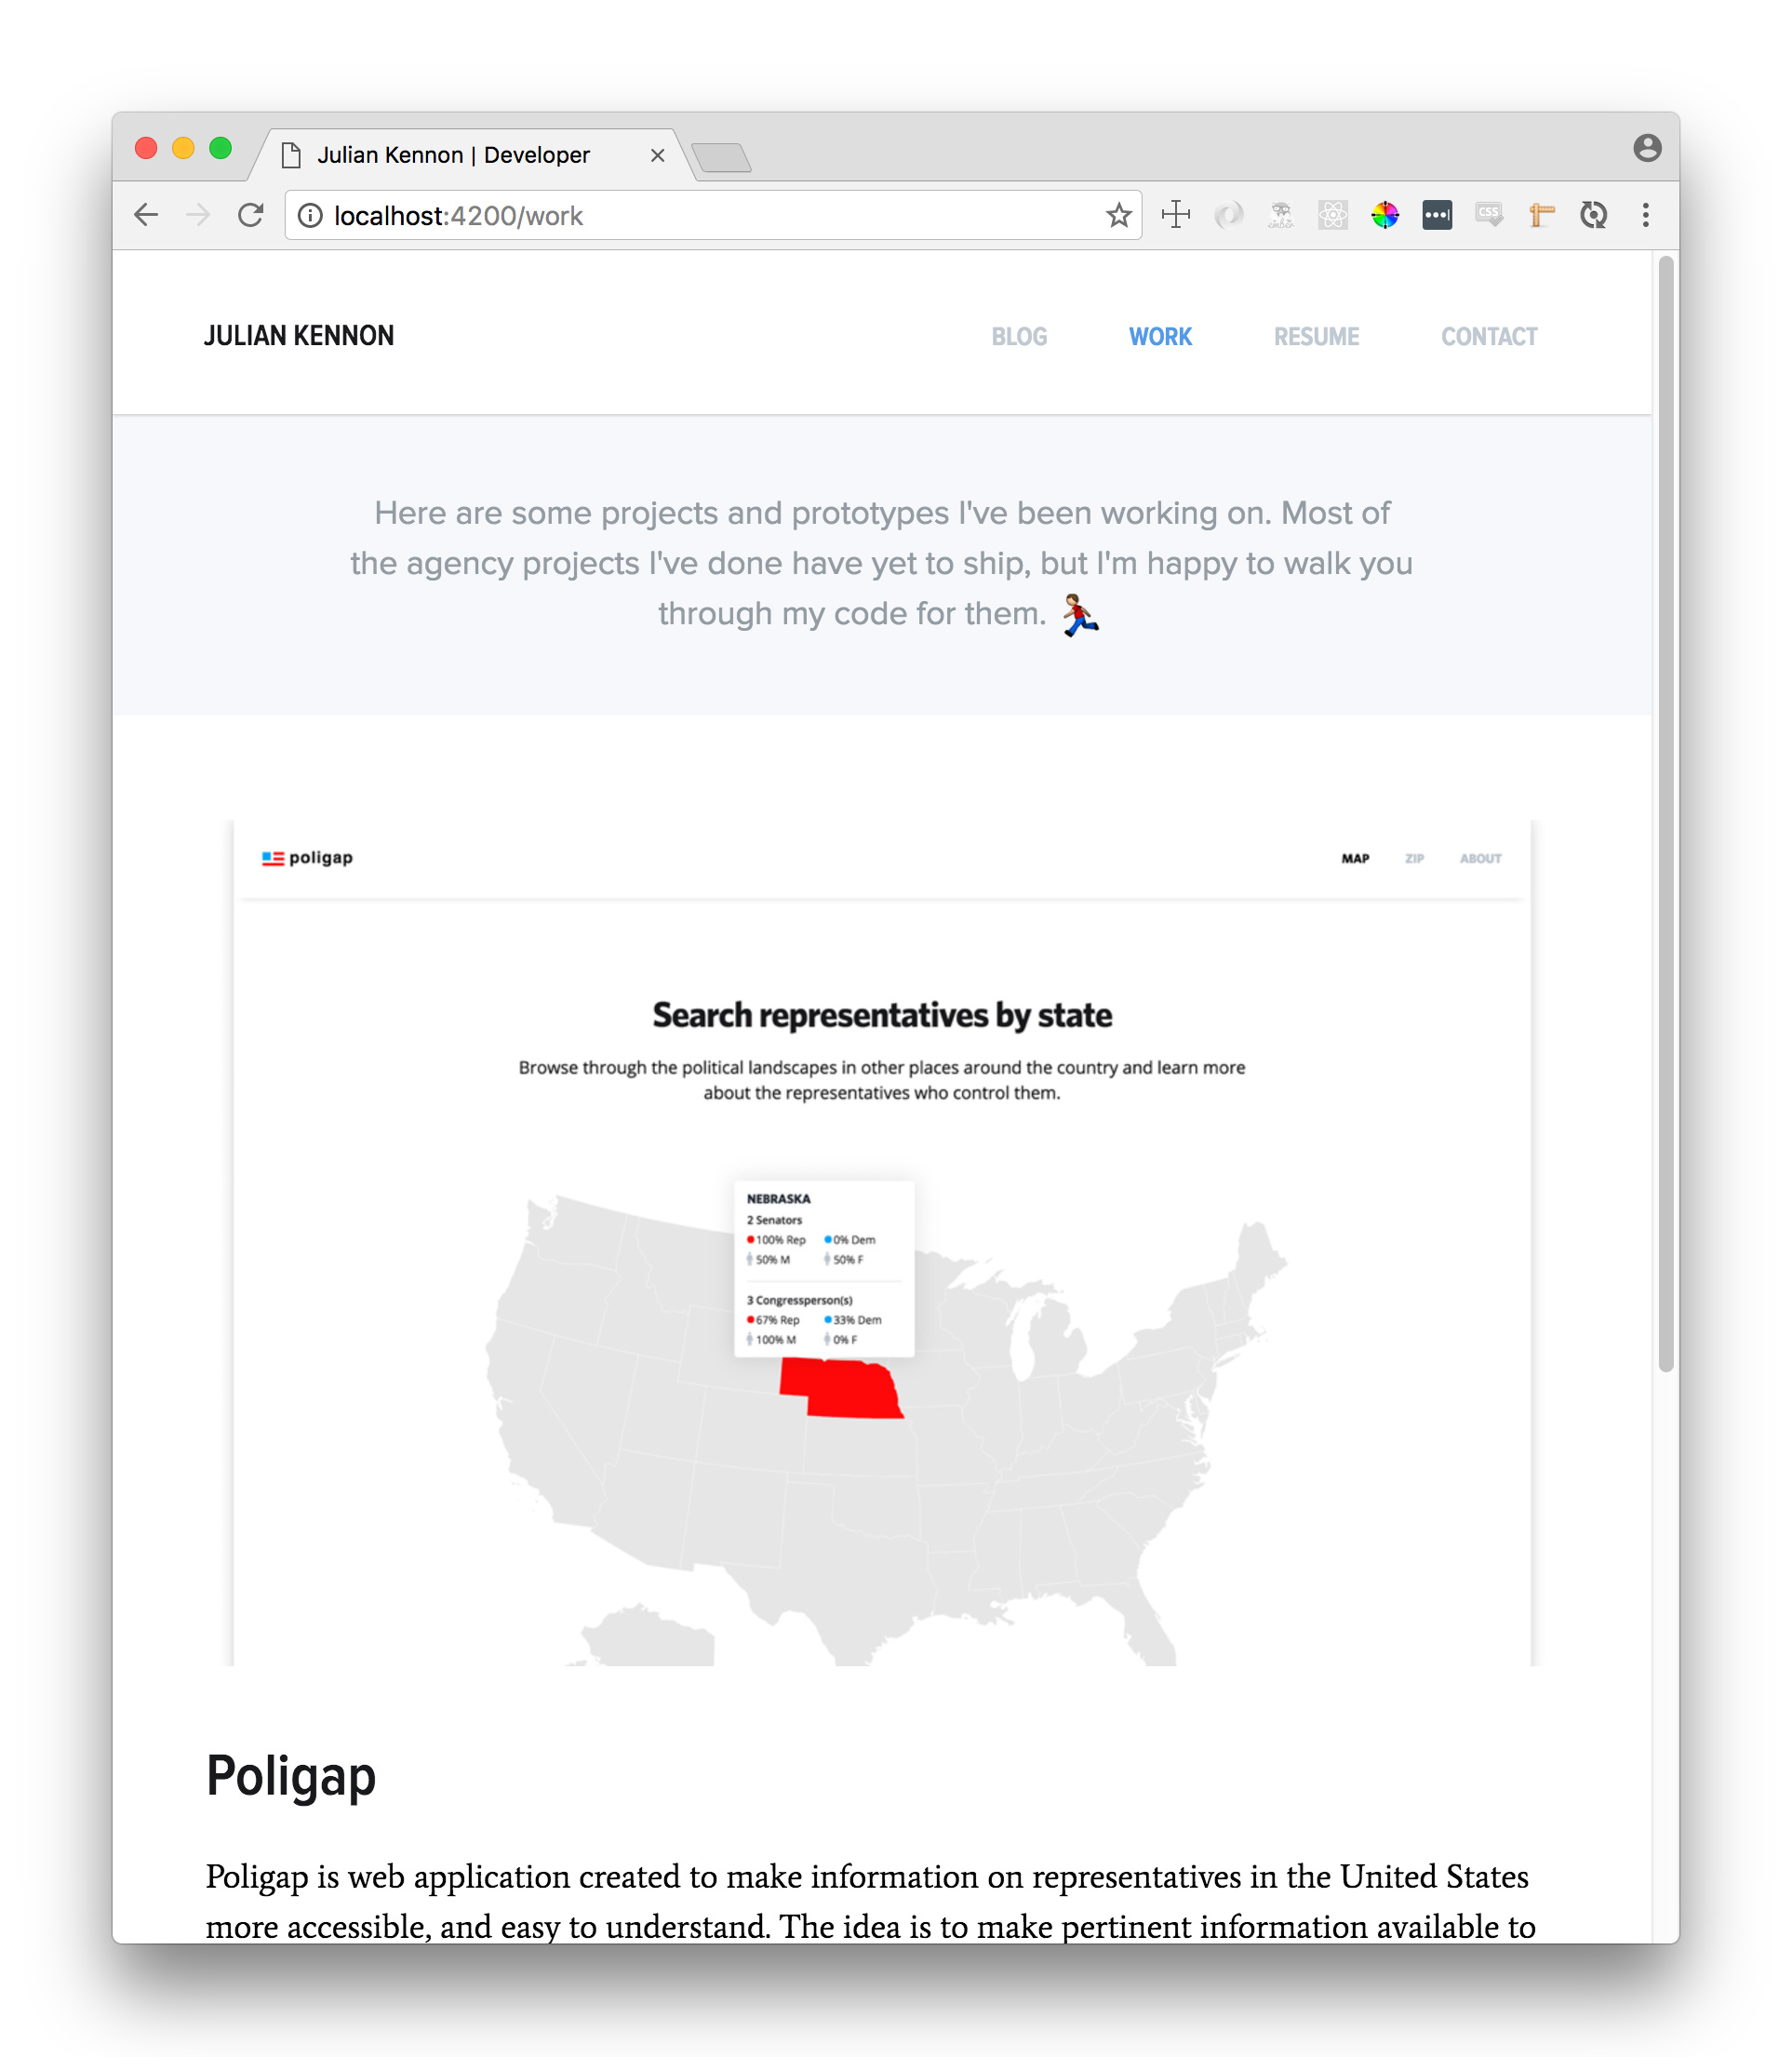 Julian Kennon | Developer
localhost:4200/work
JULIAN KENNON
BLOG WORK RESUME CONTACT
Here are some projects and prototypes I've been working on. Most of
the agency projects I've done have yet to ship, but I'm happy to walk you
through my code for them.
poligap
MAP ZIP ABOUT
Search representatives by state
Browse through the political landscapes in other places around the country and learn more
about the representatives who control them.
NEBRASKA
2 Senators
100% Rep 0% Dem
50% M 50% F
3 Congressperson(s)
67% Rep 33% Dem
100% M 0% F
Poligap
Poligap is web application created to make information on representatives in the United States
more accessible, and easy to understand. The idea is to make pertinent information available to